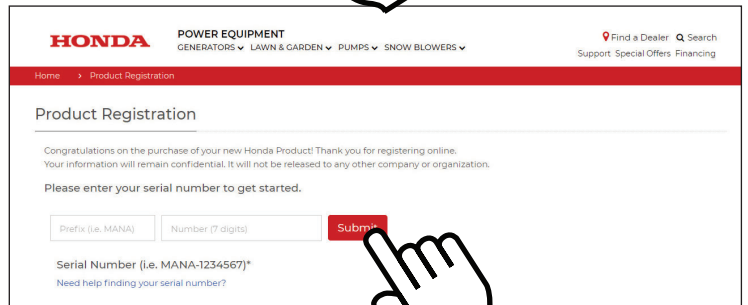 HONDA
POWER EQUIPMENT
GENERATORS LAWN & GARDEN PUMPS SNOW BLOWERS
Find a Dealer Search
Support Special Offers Financing
Home > Product Registration
Product Registration
Congratulations on the purchase of your new Honda Product! Thank you for registering online.
Your information will remain confidential. It will not be released to any other company or organization.
Please enter your serial number to get started.
Prefix (i.e. MANA) Number (7 digits) Submit
Serial Number (i.e. MANA-1234567)*
Need help finding your serial number?